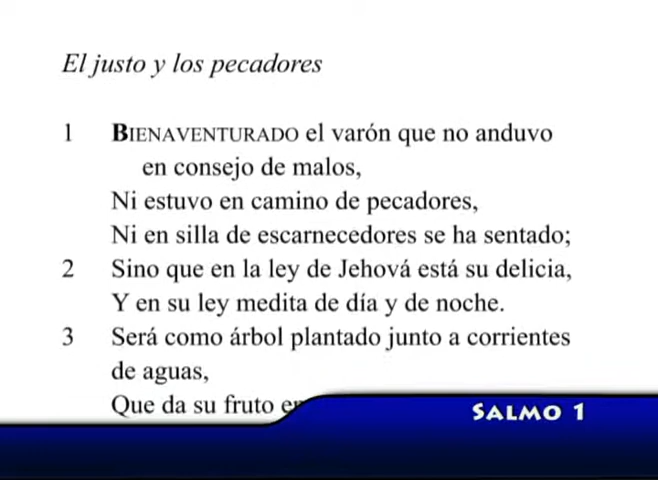 El justo y los pecadores
1 BIENAVENTURADO el varón que no anduvo
en consejo de malos,
Ni estuvo en camino de pecadores,
Ni en silla de escarnecedores se ha sentado;
2 Sino que en la ley de Jehová está su delicia,
Y en su ley medita de día y de noche.
3 Será como árbol plantado junto a corrientes
de aguas,
Que da su fruto
SALMO 1